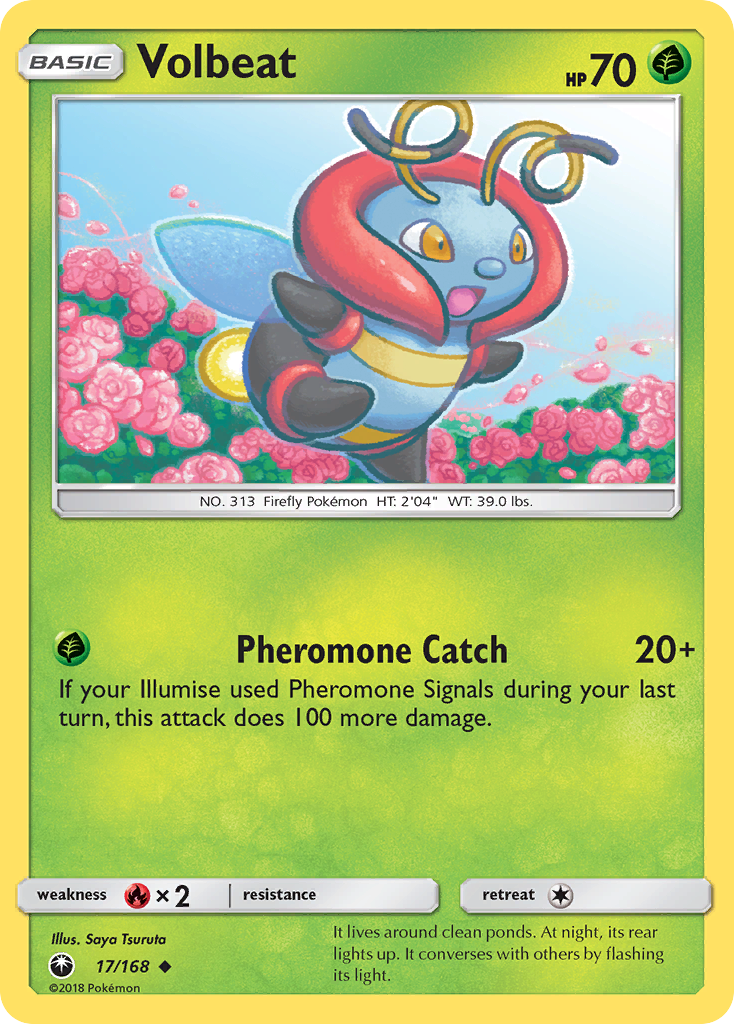 BASIC Volbeat HP 70
NO. 313 Firefly Pokémon HT: 2'04" WT: 39.0 lbs.
Pheromone Catch 20+
If your Illumise used Pheromone Signals during your last
turn, this attack does 100 more damage.
weakness × 2 resistance retreat
Illus. Saya Tsuruta
17/168
©2018 Pokémon
It lives around clean ponds. At night, its rear
lights up. It converses with others by flashing
its light.